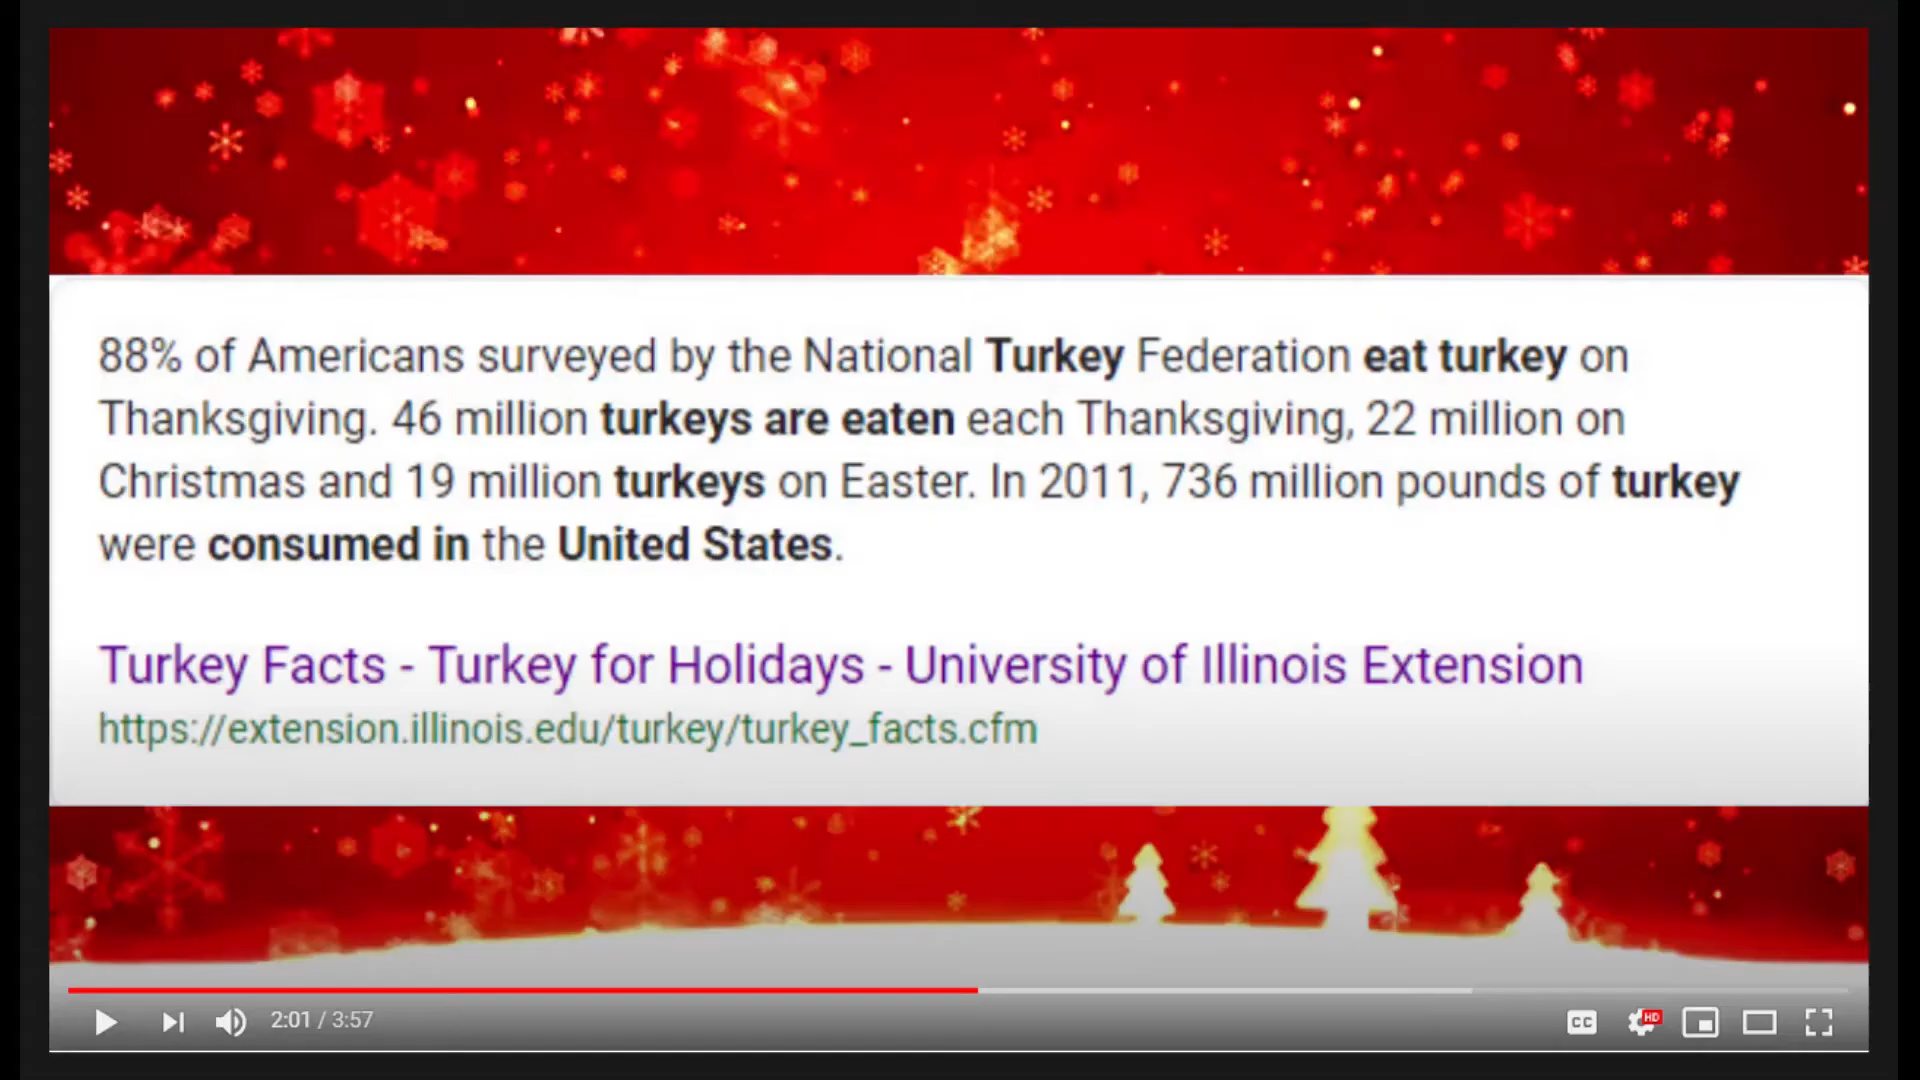 88% of Americans surveyed by the National Turkey Federation eat turkey on
Thanksgiving. 46 million turkeys are eaten each Thanksgiving, 22 million on
Christmas and 19 million turkeys on Easter. In 2011, 736 million pounds of turkey
were consumed in the United States.
Turkey Facts - Turkey for Holidays - University of Illinois Extension
https://extension.illinois.edu/turkey/turkey_facts.cfm
2:01 / 3:57
CC HD